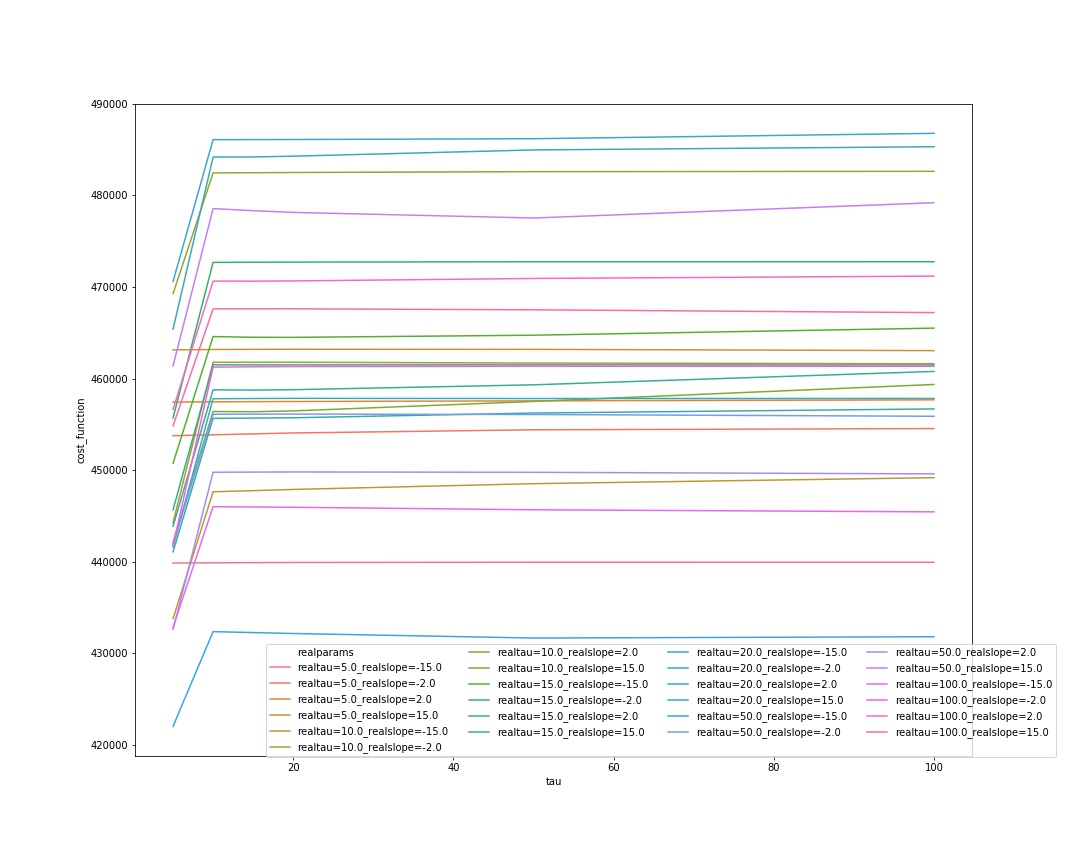 490000
480000
470000
460000
450000
440000
430000
420000
cost_function
realparams
realtau=5.0_realslope=-15.0
realtau=5.0_realslope=-2.0
realtau=5.0_realslope=2.0
realtau=5.0_realslope=15.0
realtau=10.0_realslope=-15.0
realtau=10.0_realslope=-2.0
realtau=10.0_realslope=2.0
realtau=10.0_realslope=15.0
realtau=15.0_realslope=-15.0
realtau=15.0_realslope=-2.0
realtau=15.0_realslope=2.0
realtau=15.0_realslope=15.0
realtau=20.0_realslope=-15.0
realtau=20.0_realslope=-2.0
realtau=20.0_realslope=2.0
realtau=20.0_realslope=15.0
realtau=50.0_realslope=-15.0
realtau=50.0_realslope=-2.0
realtau=50.0_realslope=2.0
realtau=50.0_realslope=15.0
realtau=100.0_realslope=-15.0
realtau=100.0_realslope=-2.0
realtau=100.0_realslope=2.0
realtau=100.0_realslope=15.0
20 40 60 80 100
tau